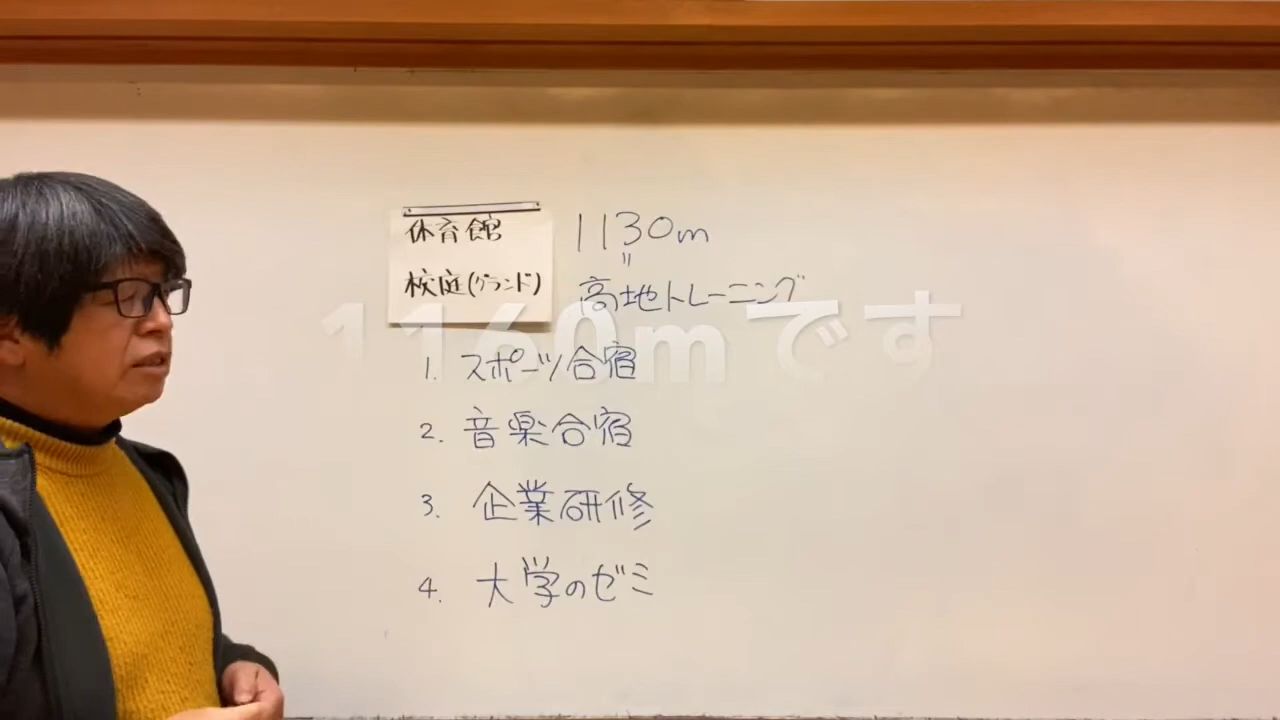 体育館
校庭(グランド)
1130m
〃
高地トレーニング
1160mです
1. スポーツ合宿
2. 音楽合宿
3. 企業研修
4. 大学のゼミ